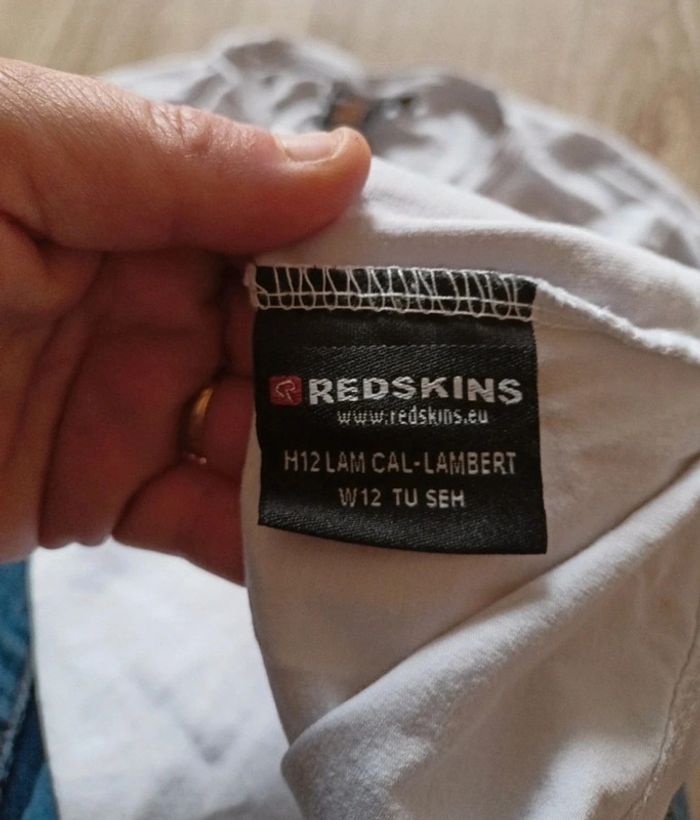 REDSKINS
www.redskins.eu
H12 LAM CAL-LAMBERT
W12 TU SEH